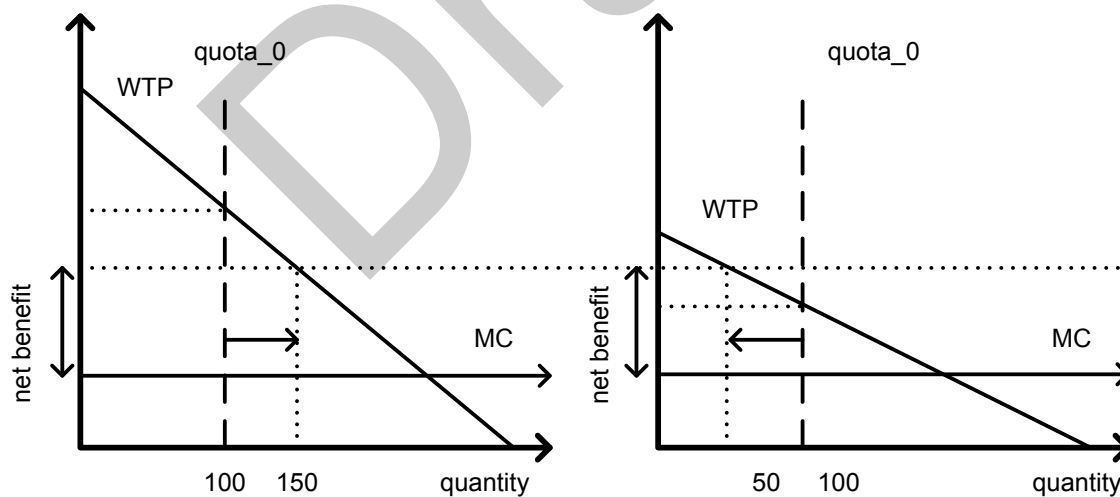 quota_0
WTP
net benefit
MC
100 150 quantity
quota_0
WTP
net benefit
MC
50 100 quantity